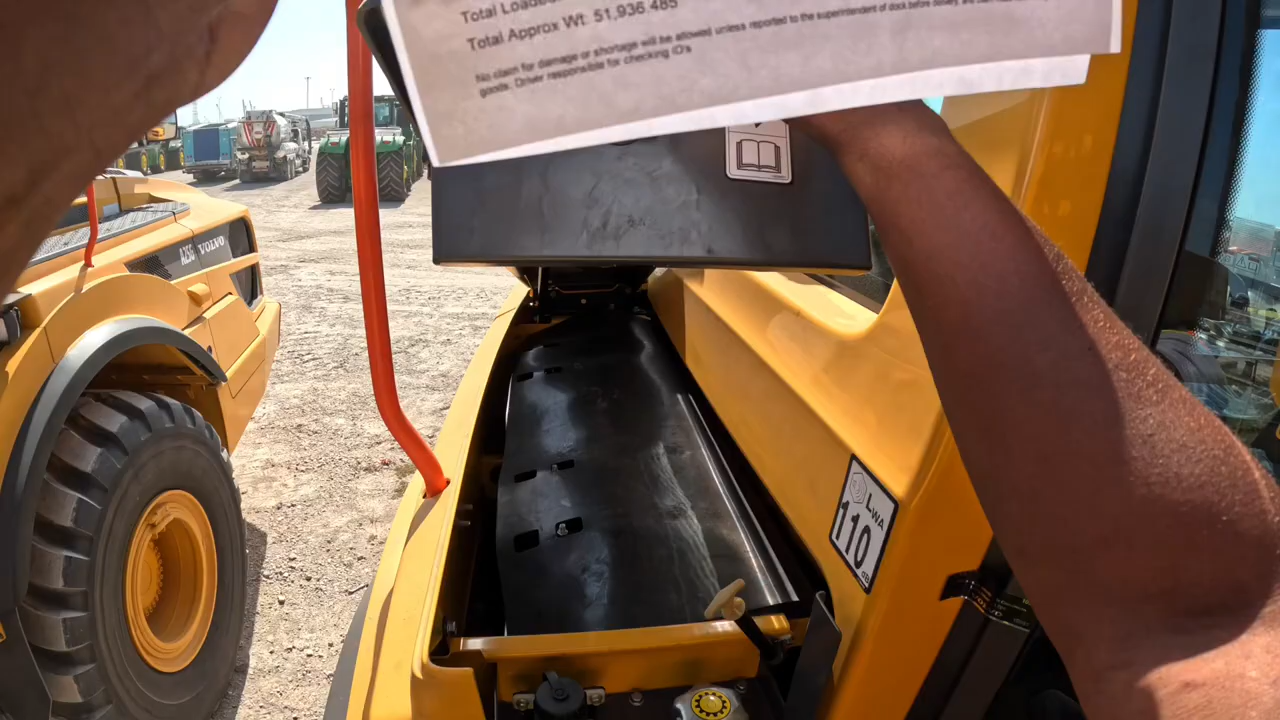 Total Approx Wt: 51,936.485
No claim for damage or shortage will be allowed unless reported to the superintendent of dock before delivery,
goods. Driver responsible for checking ID's
A25G VOLVO
LWA
110
dB